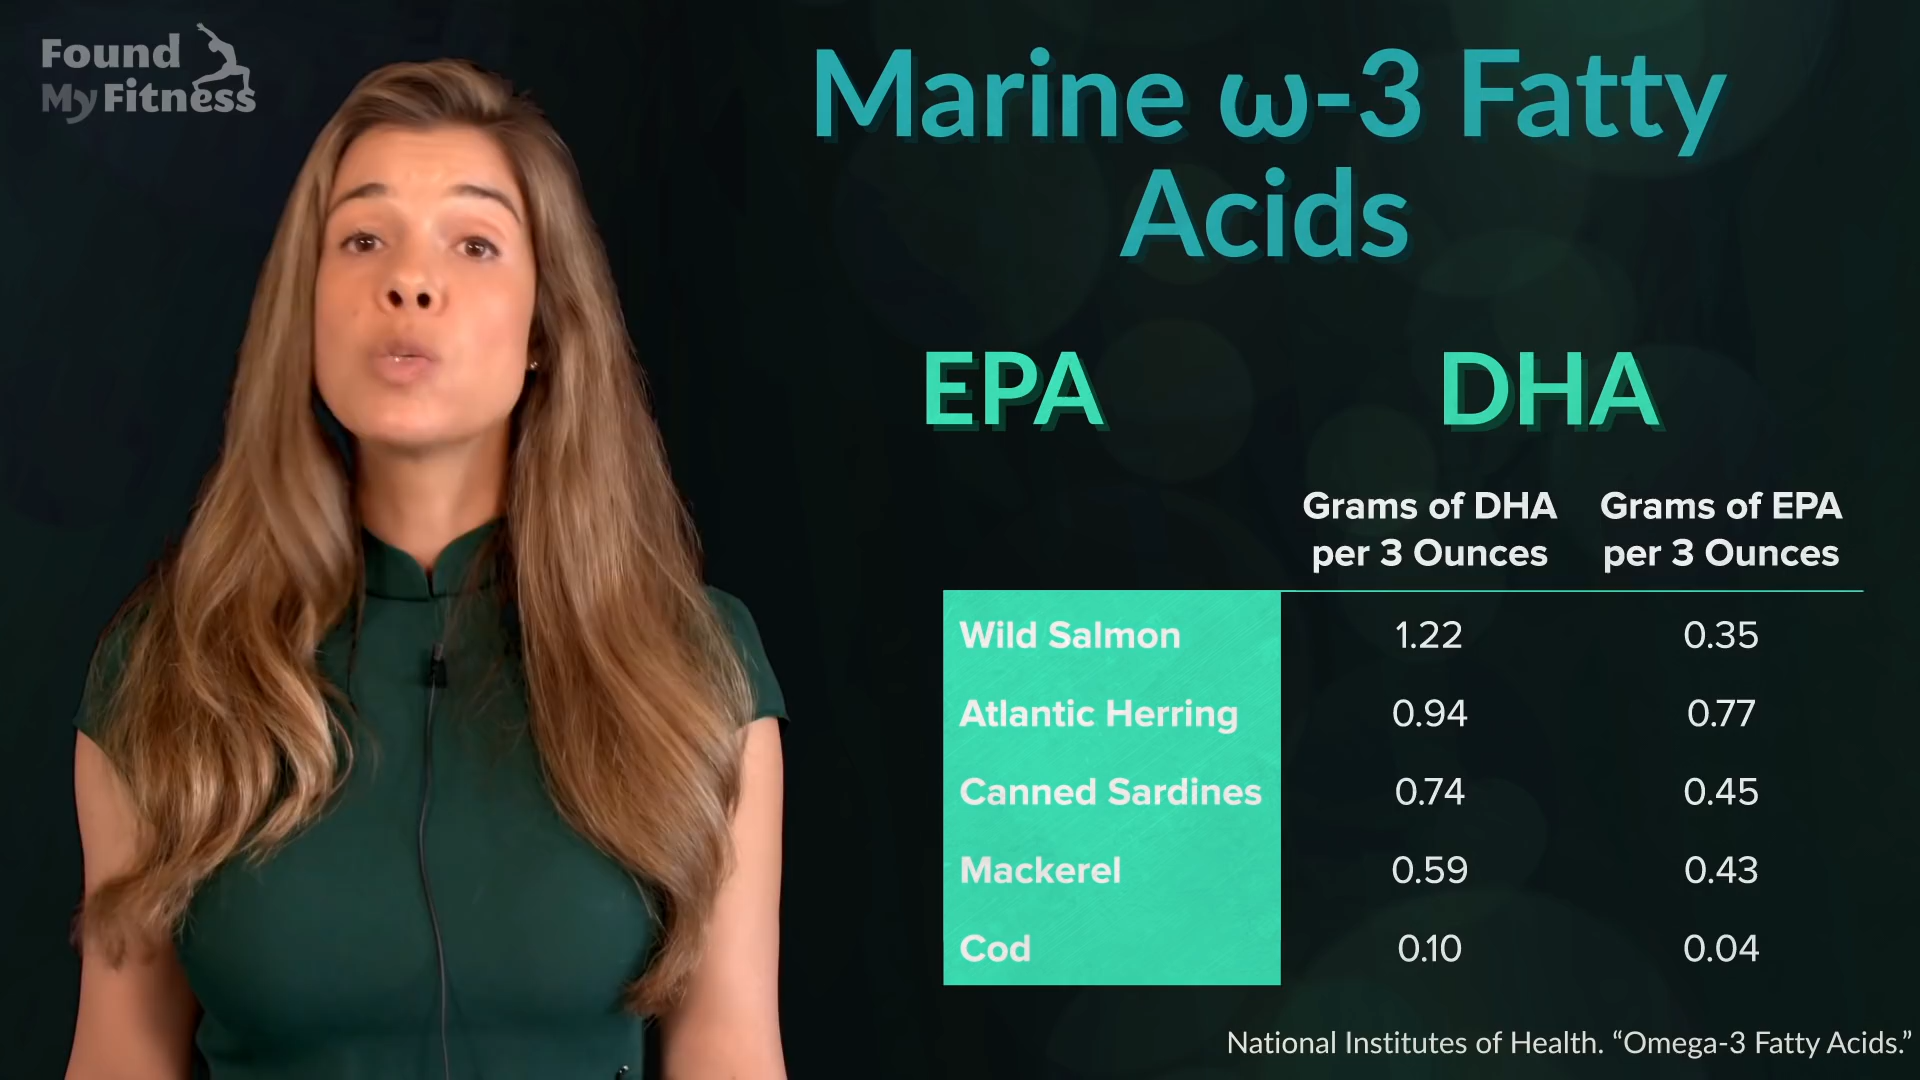 Found
My Fitness
Marine ω-3 Fatty
Acids
EPA DHA
Grams of DHA Grams of EPA
per 3 Ounces per 3 Ounces
Wild Salmon 1.22 0.35
Atlantic Herring 0.94 0.77
Canned Sardines 0.74 0.45
Mackerel 0.59 0.43
Cod 0.10 0.04
National Institutes of Health. “Omega-3 Fatty Acids.”